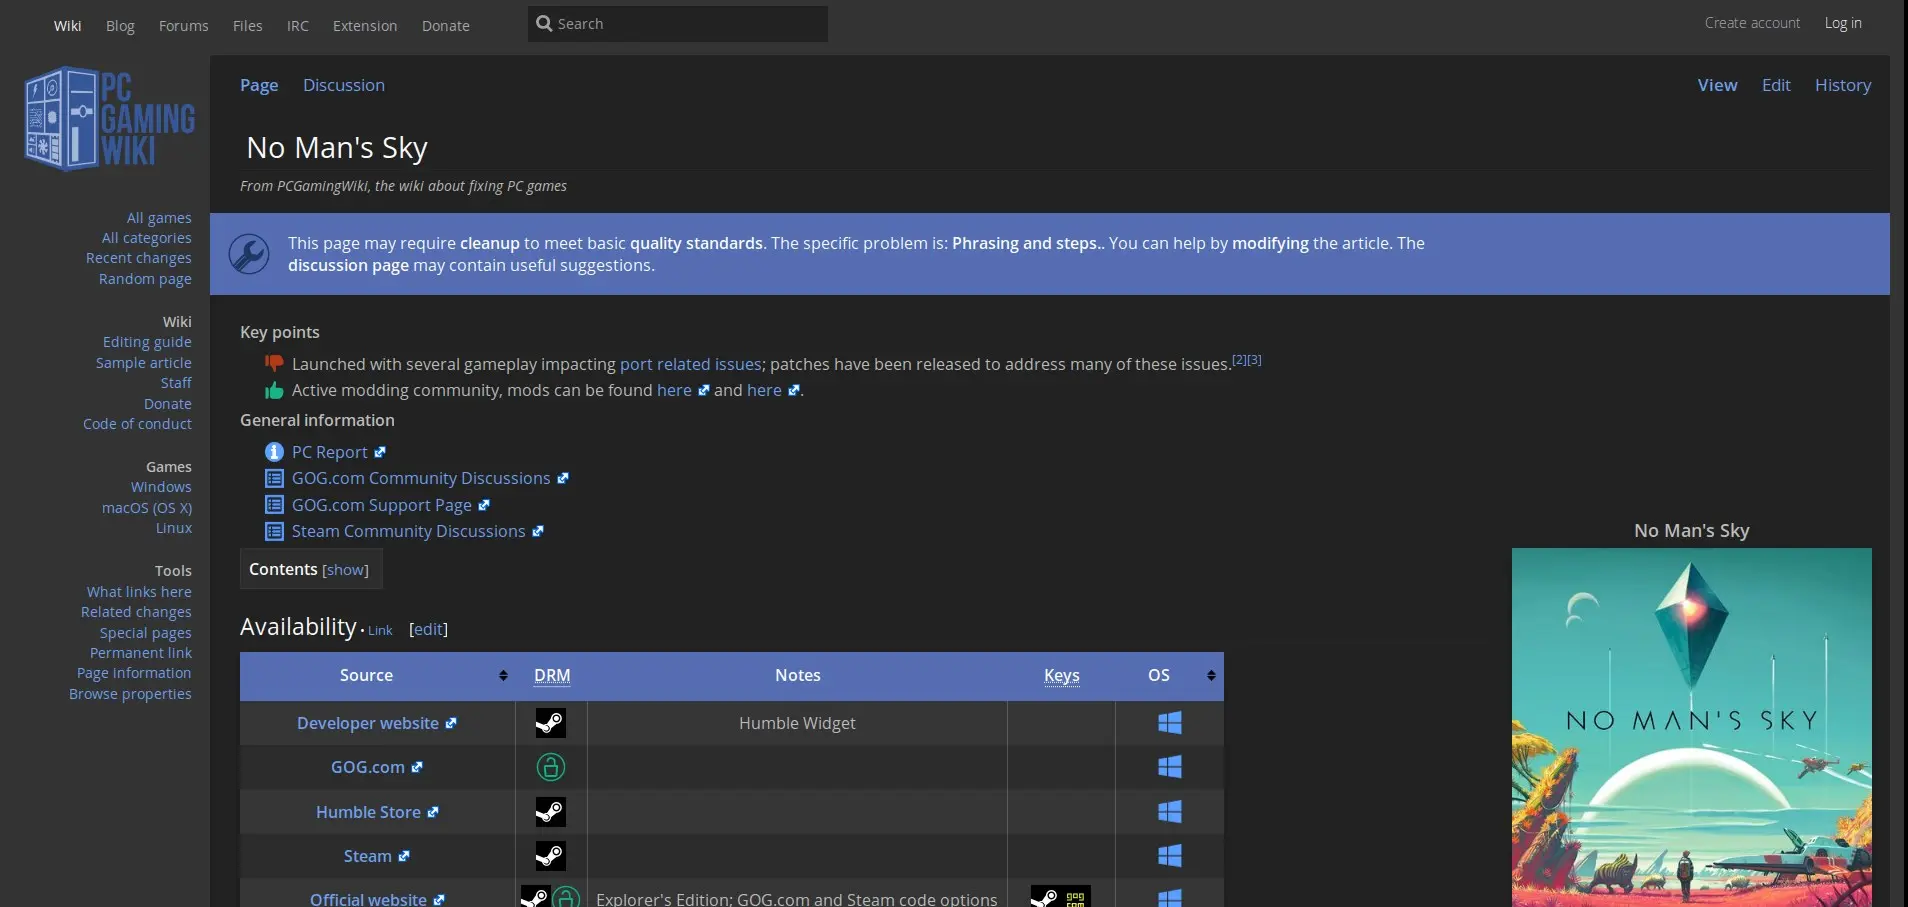 Wiki Blog Forums Files IRC Extension Donate Search Create account Log in
PC
GAMING
WIKI
All games
All categories
Recent changes
Random page
Wiki
Editing guide
Sample article
Staff
Donate
Code of conduct
Games
Windows
macOS (OS X)
Linux
Tools
What links here
Related changes
Special pages
Permanent link
Page information
Browse properties
Page Discussion View Edit History
No Man's Sky
From PCGamingWiki, the wiki about fixing PC games
This page may require cleanup to meet basic quality standards. The specific problem is: Phrasing and steps.. You can help by modifying the article. The
discussion page may contain useful suggestions.
Key points
Launched with several gameplay impacting port related issues; patches have been released to address many of these issues.[2][3]
Active modding community, mods can be found here and here.
General information
PC Report
GOG.com Community Discussions
GOG.com Support Page
Steam Community Discussions
Contents [show]
Availability • Link [edit]
Source DRM Notes Keys OS
Developer website Humble Widget
GOG.com
Humble Store
Steam
Official website Explorer's Edition; GOG.com and Steam code options gog com
No Man's Sky
NO MAN'S SKY